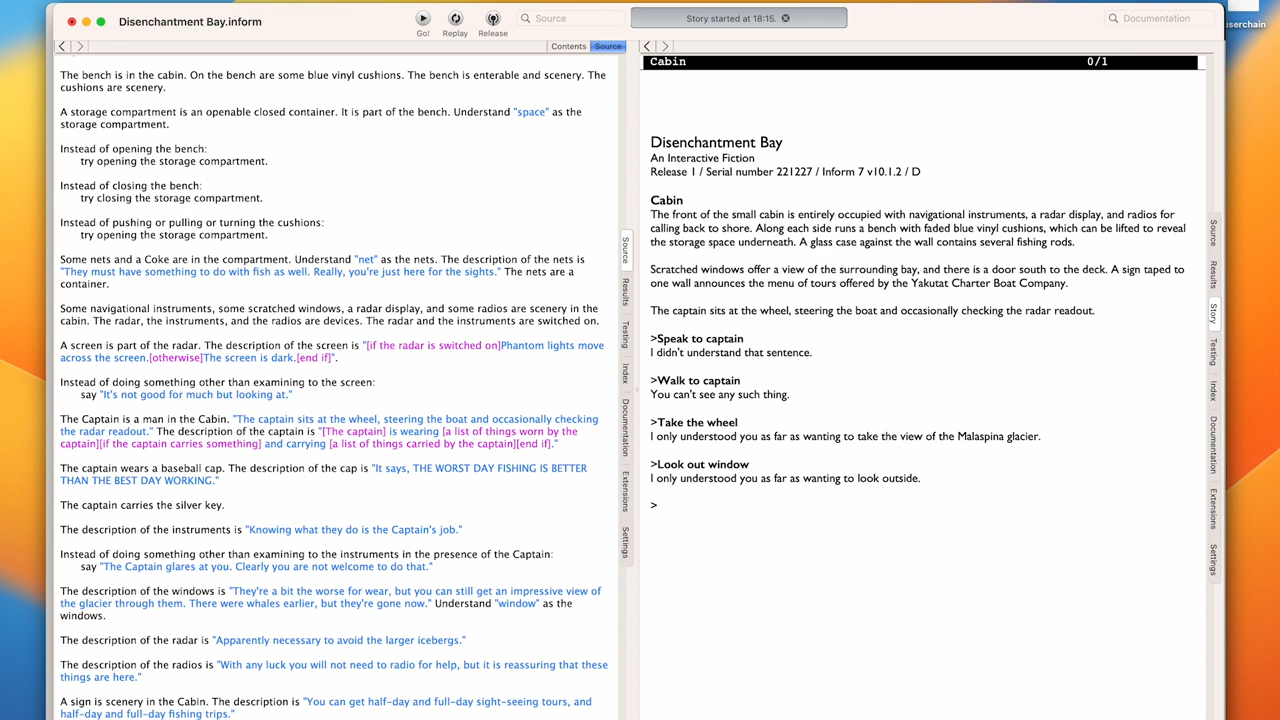 Disenchantment Bay.inform
Go!
Replay
Release
Source
Story started at 18:15.
Documentation
userchain
Contents
Source
The bench is in the cabin. On the bench are some blue vinyl cushions. The bench is enterable and scenery. The
cushions are scenery.
A storage compartment is an openable closed container. It is part of the bench. Understand "space" as the
storage compartment.
Instead of opening the bench:
try opening the storage compartment.
Instead of closing the bench:
try closing the storage compartment.
Instead of pushing or pulling or turning the cushions:
try opening the storage compartment.
Some nets and a Coke are in the compartment. Understand "net" as the nets. The description of the nets is
"They must have something to do with fish as well. Really, you're just here for the sights." The nets are a
container.
Some navigational instruments, some scratched windows, a radar display, and some radios are scenery in the
cabin. The radar, the instruments, and the radios are devices. The radar and the instruments are switched on.
A screen is part of the radar. The description of the screen is "[if the radar is switched on]Phantom lights move
across the screen.[otherwise]The screen is dark.[end if]".
Instead of doing something other than examining to the screen:
say "It's not good for much but looking at."
The Captain is a man in the Cabin. "The captain sits at the wheel, steering the boat and occasionally checking
the radar readout." The description of the captain is "[The captain] is wearing [a list of things worn by the
captain][if the captain carries something] and carrying [a list of things carried by the captain][end if]."
The captain wears a baseball cap. The description of the cap is "It says, THE WORST DAY FISHING IS BETTER
THAN THE BEST DAY WORKING."
The captain carries the silver key.
The description of the instruments is "Knowing what they do is the Captain's job."
Instead of doing something other than examining to the instruments in the presence of the Captain:
say "The Captain glares at you. Clearly you are not welcome to do that."
The description of the windows is "They're a bit the worse for wear, but you can still get an impressive view of
the glacier through them. There were whales earlier, but they're gone now." Understand "window" as the
windows.
The description of the radar is "Apparently necessary to avoid the larger icebergs."
The description of the radios is "With any luck you will not need to radio for help, but it is reassuring that these
things are here."
A sign is scenery in the Cabin. The description is "You can get half-day and full-day sight-seeing tours, and
half-day and full-day fishing trips."
Source
Results
Testing
Index
Documentation
Extensions
Settings
Cabin 0/1
Disenchantment Bay
An Interactive Fiction
Release 1 / Serial number 221227 / Inform 7 v10.1.2 / D
Cabin
The front of the small cabin is entirely occupied with navigational instruments, a radar display, and radios for
calling back to shore. Along each side runs a bench with faded blue vinyl cushions, which can be lifted to reveal
the storage space underneath. A glass case against the wall contains several fishing rods.
Scratched windows offer a view of the surrounding bay, and there is a door south to the deck. A sign taped to
one wall announces the menu of tours offered by the Yakutat Charter Boat Company.
The captain sits at the wheel, steering the boat and occasionally checking the radar readout.
>Speak to captain
I didn't understand that sentence.
>Walk to captain
You can't see any such thing.
>Take the wheel
I only understood you as far as wanting to take the view of the Malaspina glacier.
>Look out window
I only understood you as far as wanting to look outside.
>
Source
Results
Story
Testing
Index
Documentation
Extensions
Settings